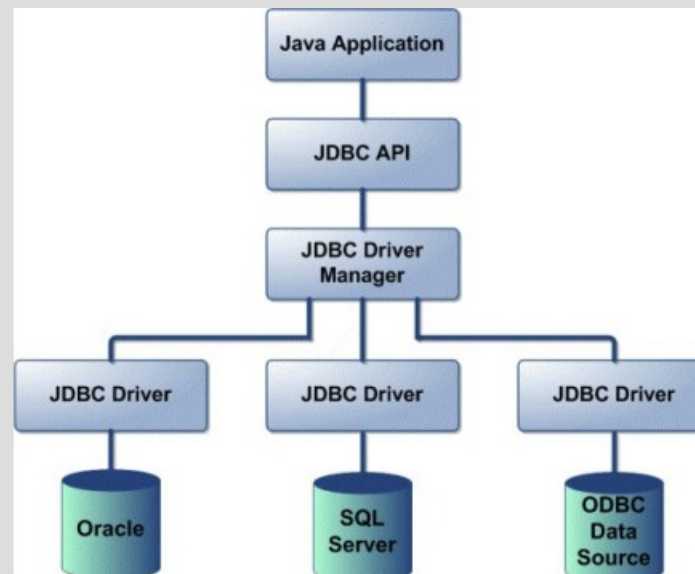 Java Application
JDBC API
JDBC Driver
Manager
JDBC Driver
JDBC Driver
JDBC Driver
Oracle
SQL
Server
ODBC
Data
Source